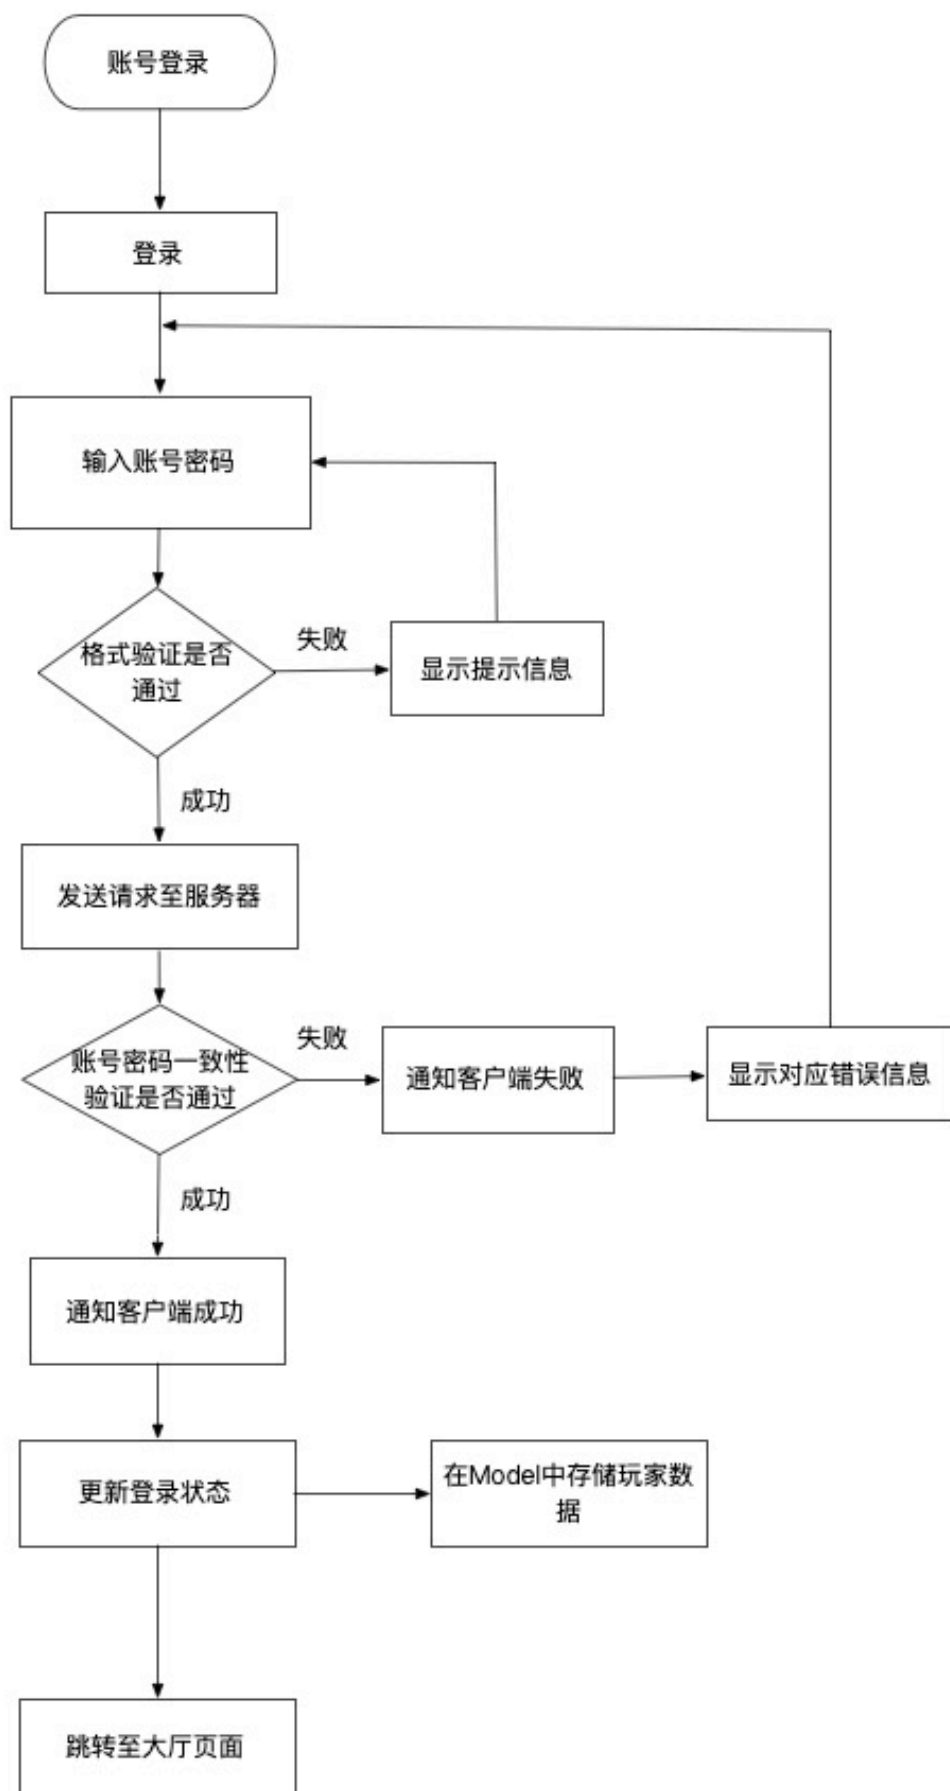 账号登录
登录
输入账号密码
格式验证是否
通过
失败
显示提示信息
成功
发送请求至服务器
账号密码一致性
验证是否通过
失败
通知客户端失败
显示对应错误信息
成功
通知客户端成功
更新登录状态
在Model中存储玩家数
据
跳转至大厅页面